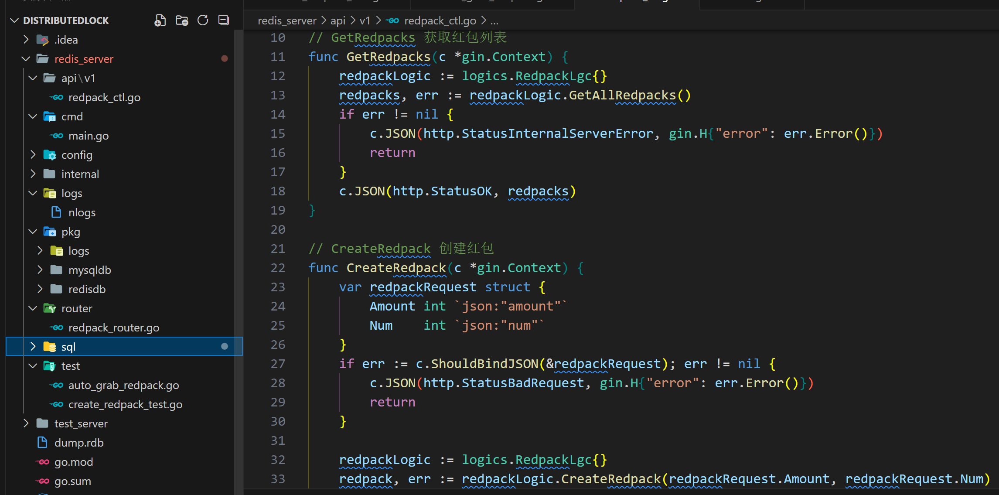 DISTRIBUTEDLOCK
.idea
redis_server
api\v1
redpack_ctl.go
cmd
main.go
config
internal
logs
nlogs
pkg
logs
mysqldb
redisdb
router
redpack_router.go
sql
test
auto_grab_redpack.go
create_redpack_test.go
test_server
dump.rdb
go.mod
go.sum
redis_server > api > v1 > redpack_ctl.go > ...
10 // GetRedpacks 获取红包列表
11 func GetRedpacks(c *gin.Context) {
12     redpackLogic := logics.RedpackLgc{}
13     redpacks, err := redpackLogic.GetAllRedpacks()
14     if err != nil {
15         c.JSON(http.StatusInternalServerError, gin.H{"error": err.Error()})
16         return
17     }
18     c.JSON(http.StatusOK, redpacks)
19 }
20
21 // CreateRedpack 创建红包
22 func CreateRedpack(c *gin.Context) {
23     var redpackRequest struct {
24         Amount int `json:"amount"`
25         Num    int `json:"num"`
26     }
27     if err := c.ShouldBindJSON(&redpackRequest); err != nil {
28         c.JSON(http.StatusBadRequest, gin.H{"error": err.Error()})
29         return
30     }
31
32     redpackLogic := logics.RedpackLgc{}
33     redpack, err := redpackLogic.CreateRedpack(redpackRequest.Amount, redpackRequest.Num)